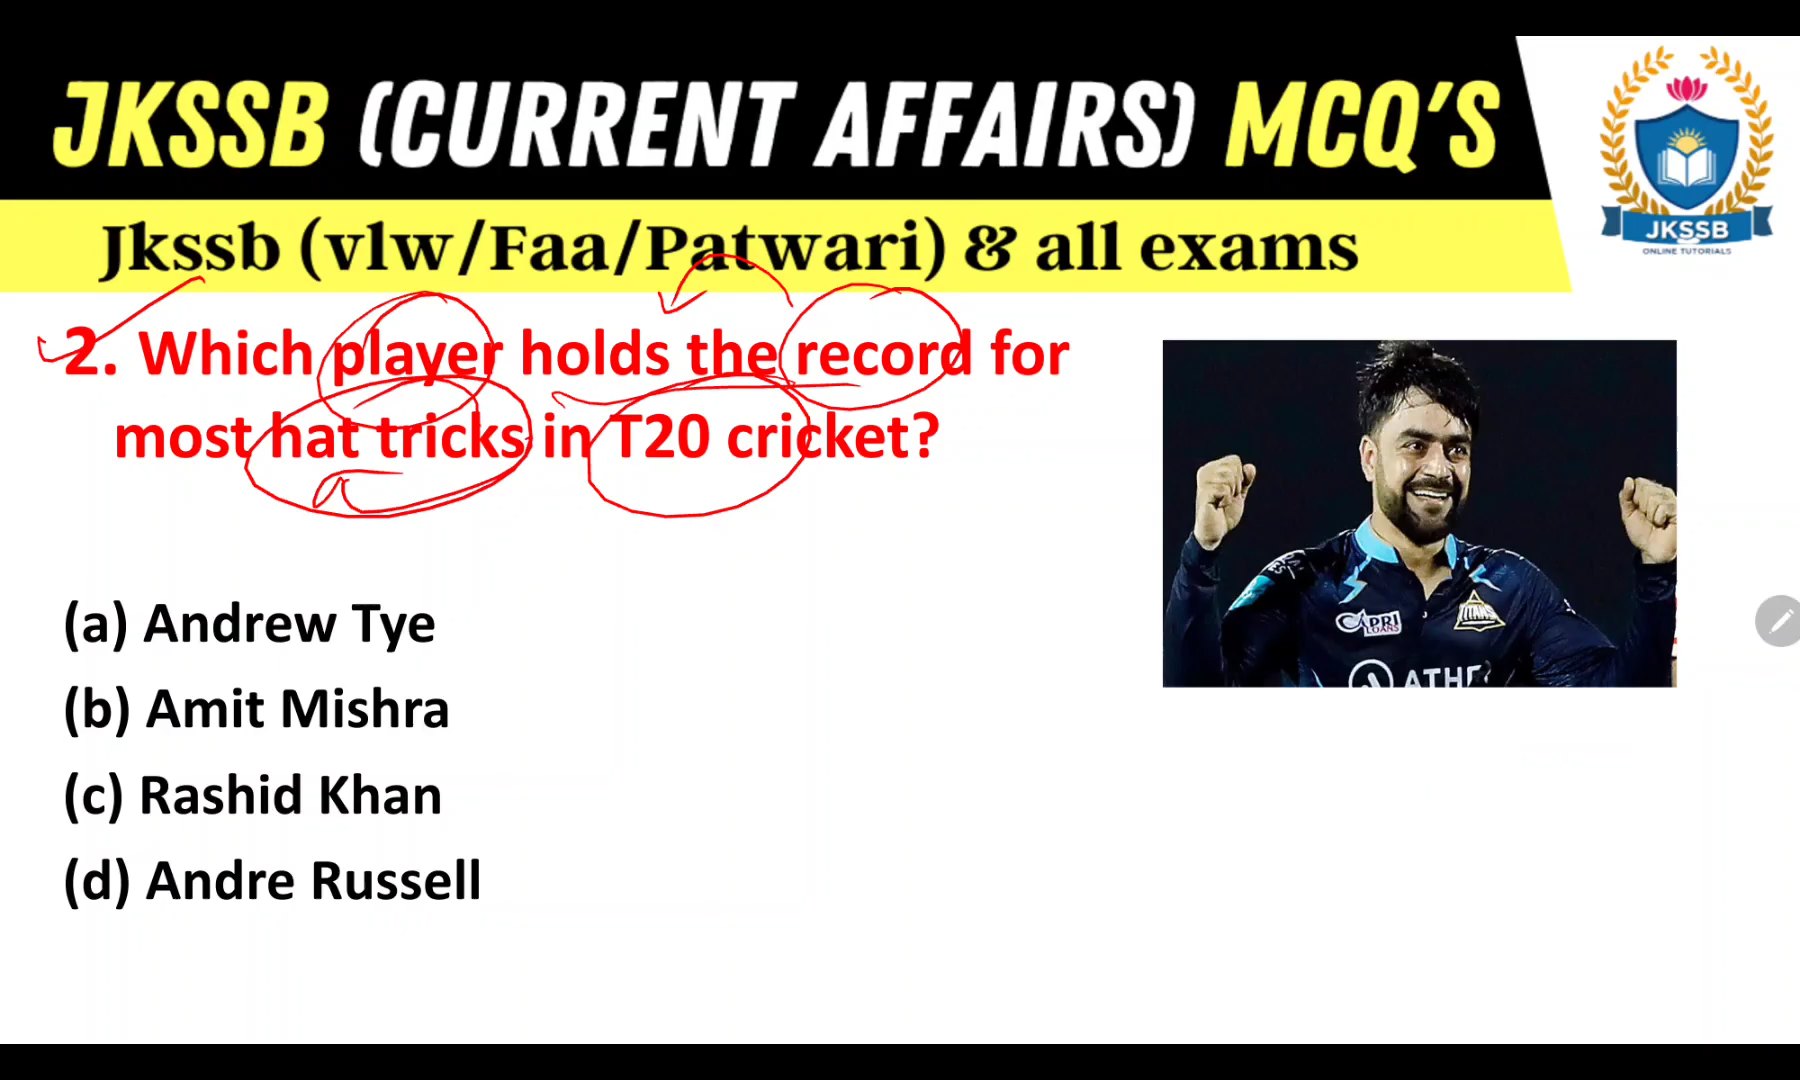 JKSSB (CURRENT AFFAIRS) MCQ'S
Jkssb (vlw/Faa/Patwari) & all exams
JKSSB
ONLINE TUTORIALS
2. Which player holds the record for
most hat tricks in T20 cricket?
(a) Andrew Tye
(b) Amit Mishra
(c) Rashid Khan
(d) Andre Russell
CAPRI
LOANS
TITANS
ATHE